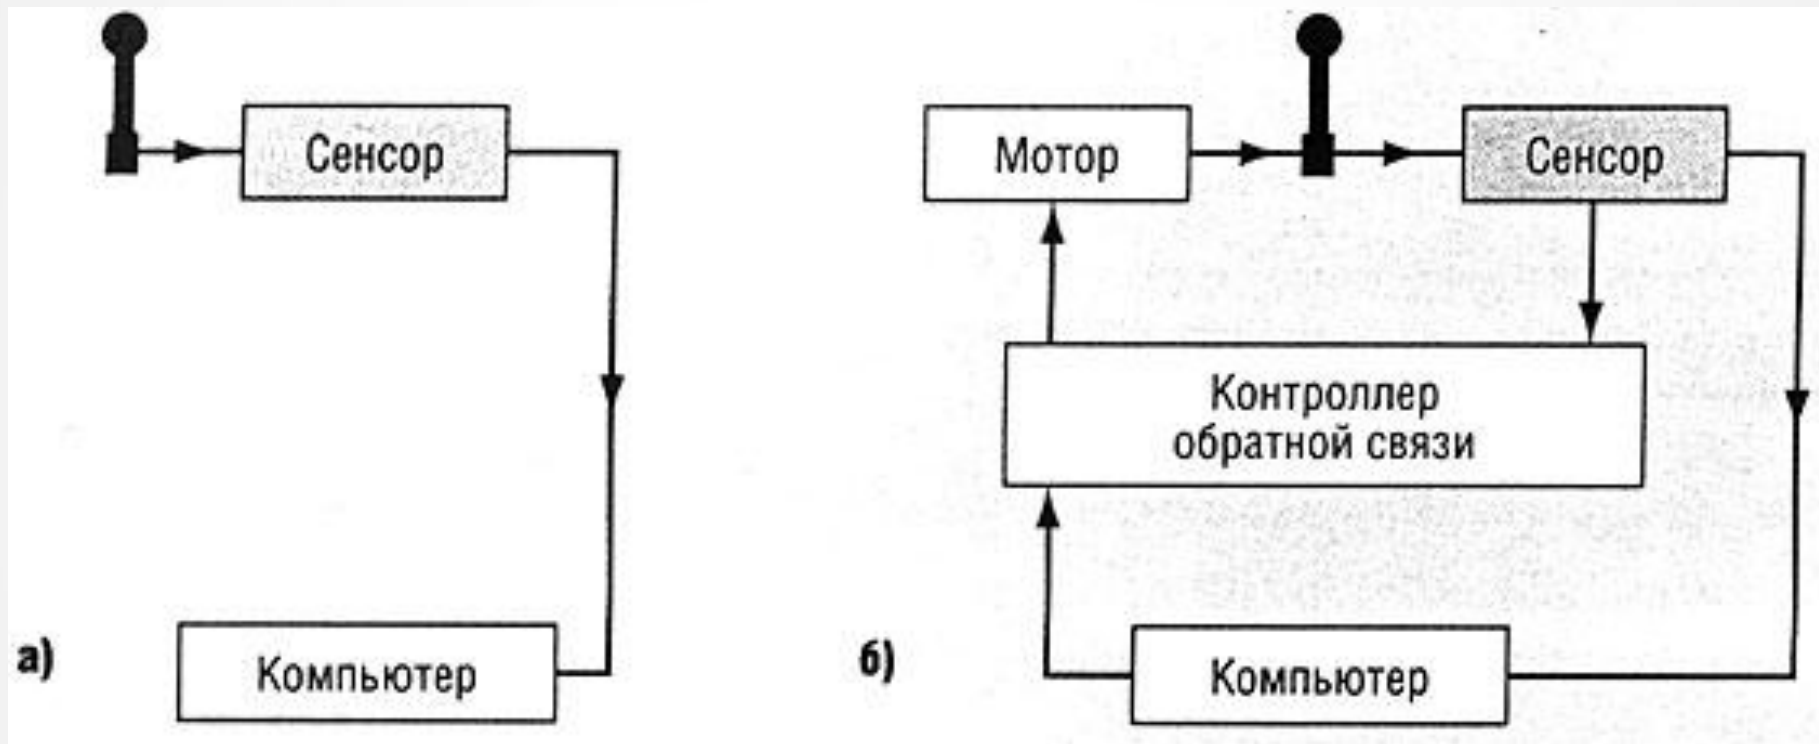 Сенсор
Компьютер
а)
Мотор
Сенсор
Контроллер
обратной связи
Компьютер
б)